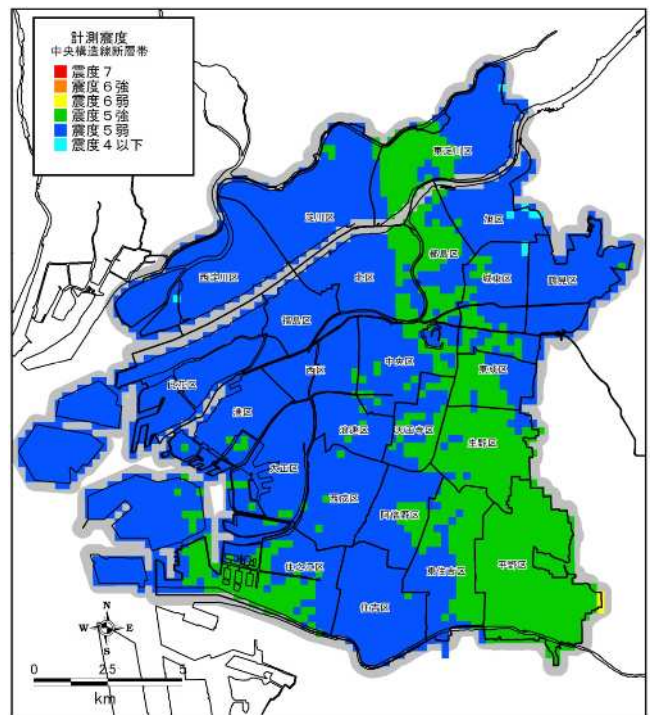 計測震度
中央構造線断層帯
震度7
震度6強
震度6弱
震度5強
震度5弱
震度4以下
東淀川区
淀川区
旭区
都島区
西淀川区
北区
城東区
鶴見区
福島区
中央区
東成区
此花区
西区
港区
浪速区
天王寺区
生野区
大正区
西成区
阿倍野区
住之江区
東住吉区
平野区
住吉区
N
W
E
S
0
2.5
5
km